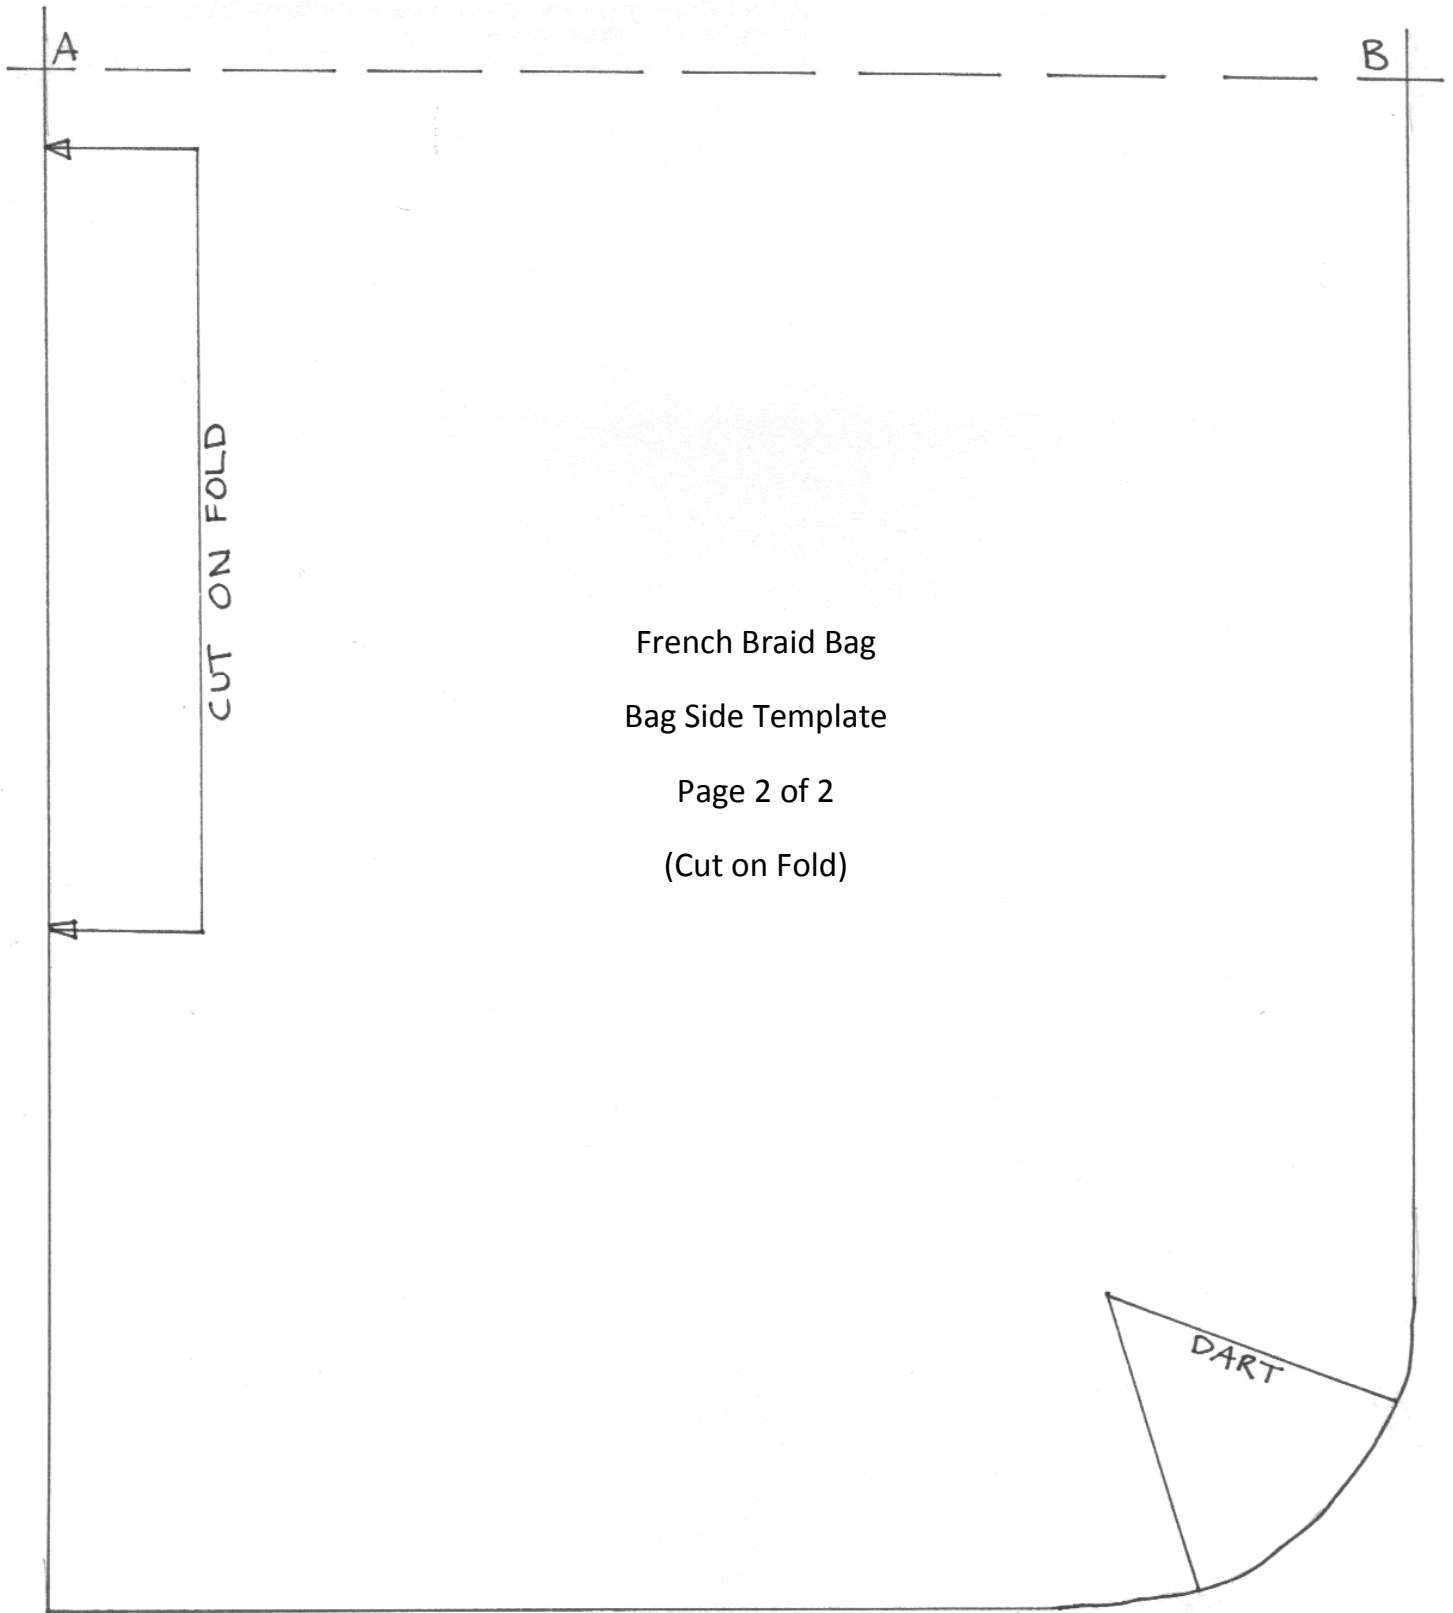 A
B
CUT ON FOLD
French Braid Bag
Bag Side Template
Page 2 of 2
(Cut on Fold)
DART